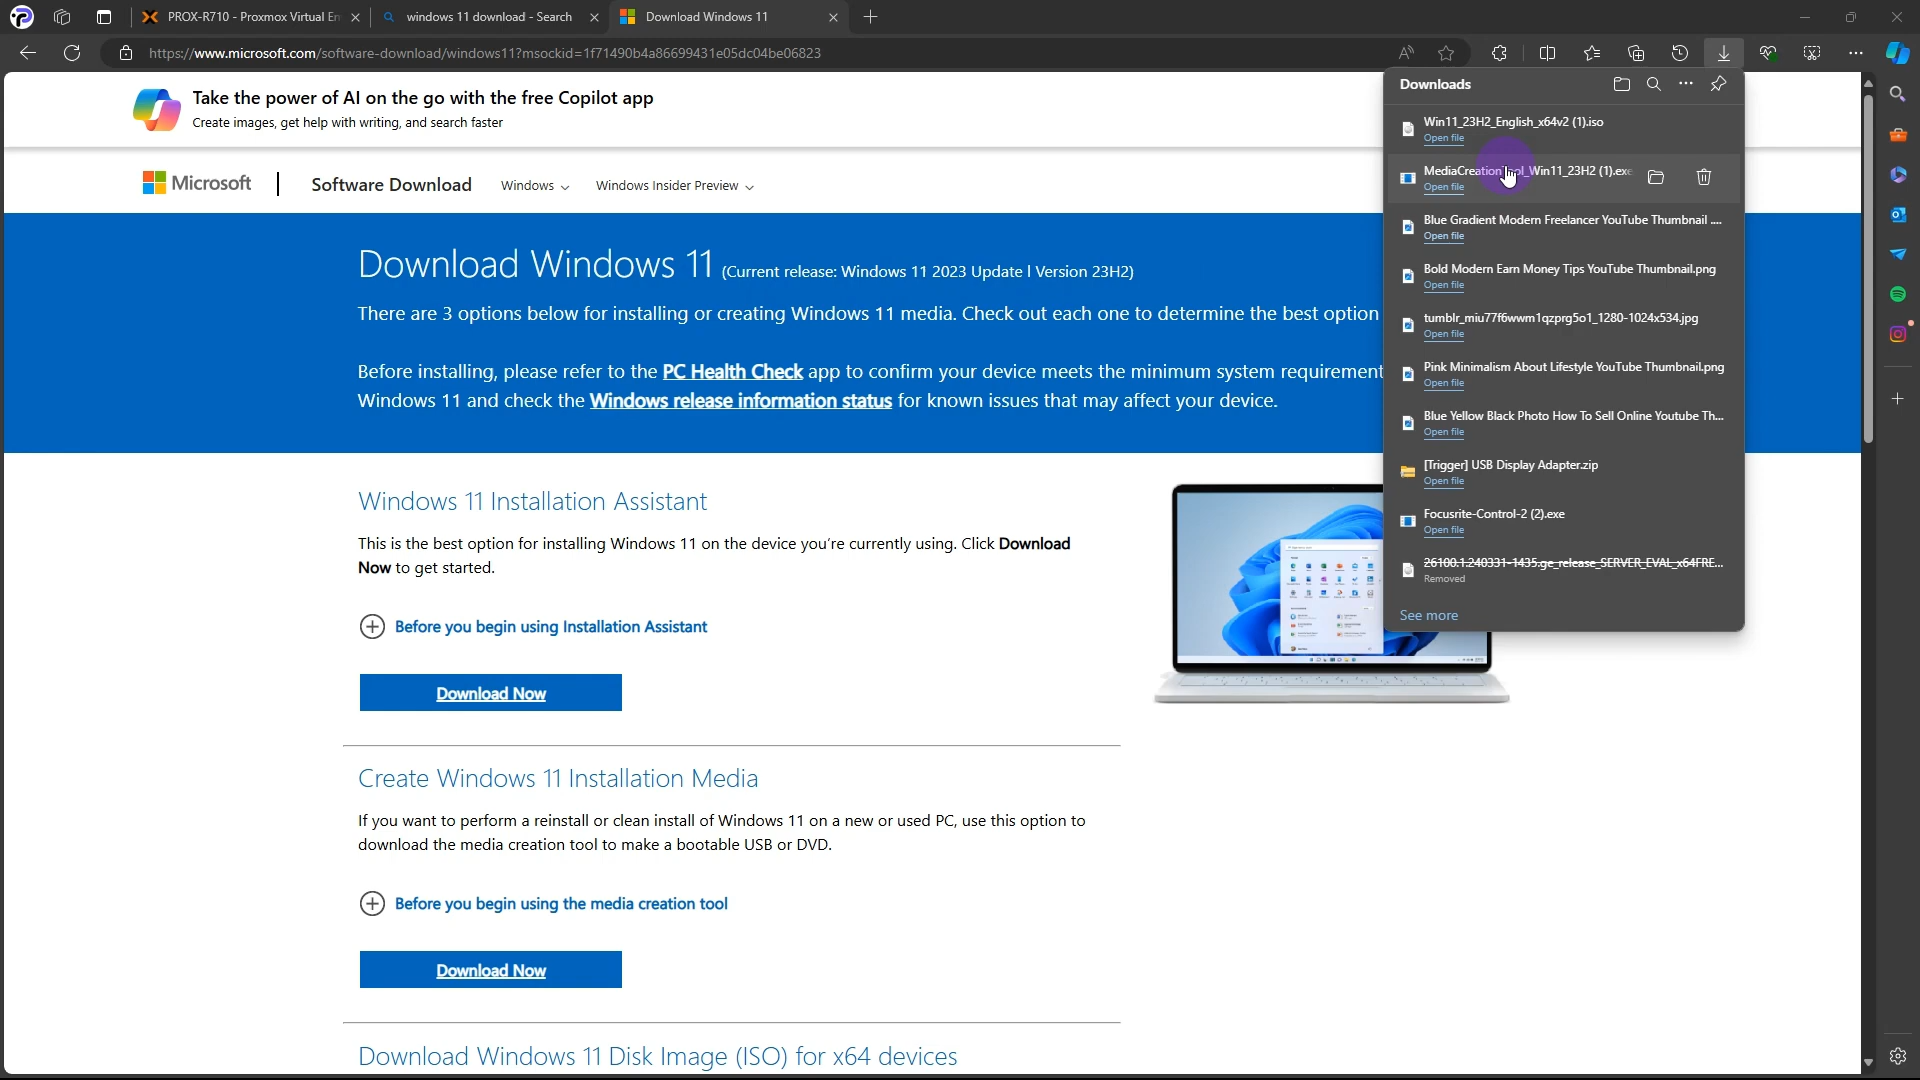 PROX-R710 - Proxmox Virtual En
windows 11 download - Search
Download Windows 11
https://www.microsoft.com/software-download/windows11?msockid=1f71490b4a86699431e05dc04be06823
Take the power of AI on the go with the free Copilot app
Create images, get help with writing, and search faster
Microsoft
Software Download
Windows
Windows Insider Preview
Download Windows 11 (Current release: Windows 11 2023 Update l Version 23H2)
There are 3 options below for installing or creating Windows 11 media. Check out each one to determine the best option
Before installing, please refer to the PC Health Check app to confirm your device meets the minimum system requirement
Windows 11 and check the Windows release information status for known issues that may affect your device.
Windows 11 Installation Assistant
This is the best option for installing Windows 11 on the device you're currently using. Click Download
Now to get started.
Before you begin using Installation Assistant
Download Now
Create Windows 11 Installation Media
If you want to perform a reinstall or clean install of Windows 11 on a new or used PC, use this option to
download the media creation tool to make a bootable USB or DVD.
Before you begin using the media creation tool
Download Now
Download Windows 11 Disk Image (ISO) for x64 devices
Downloads
Win11_23H2_English_x64v2 (1).iso
Open file
MediaCreation ol_Win11_23H2 (1).exe
Open file
Blue Gradient Modern Freelancer YouTube Thumbnail ....
Open file
Bold Modern Earn Money Tips YouTube Thumbnail.png
Open file
tumblr_miu77f6wwm1qzprg5o1_1280-1024x534.jpg
Open file
Pink Minimalism About Lifestyle YouTube Thumbnail.png
Open file
Blue Yellow Black Photo How To Sell Online Youtube Th...
Open file
[Trigger] USB Display Adapter.zip
Open file
Focusrite-Control-2 (2).exe
Open file
26100.1.240331-1435.ge_release_SERVER_EVAL_x64FRE...
Removed
See more